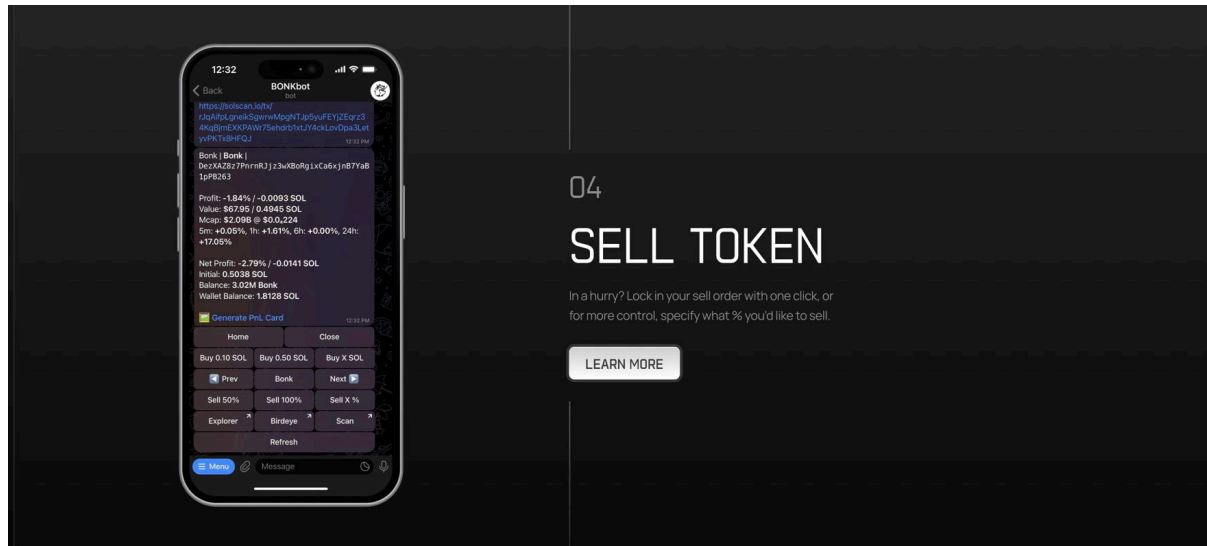 12:32
Back
BONKbot
bot
https://solscan.io/tx/
rJqAifpLgneikSgwrwMpgNTJp5yuFEYjZEqrz3
4KqBjmEXKPAWr75ehdrb1xtJY4ckLovDpa3Let
yvPKTx8HFQJ
12:32 PM
Bonk | Bonk |
DezXAZ8z7PnrnRJjz3wXBoRgixCa6xjnB7YaB
1pPB263
Profit: -1.84% / -0.0093 SOL
Value: $67.95 / 0.4945 SOL
Mcap: $2.09B @ $0.0₄224
5m: +0.05%, 1h: +1.61%, 6h: +0.00%, 24h:
+17.05%
Net Profit: -2.79% / -0.0141 SOL
Initial: 0.5038 SOL
Balance: 3.02M Bonk
Wallet Balance: 1.8128 SOL
Generate PnL Card
12:32 PM
Home Close
Buy 0.10 SOL Buy 0.50 SOL Buy X SOL
Prev Bonk Next
Sell 50% Sell 100% Sell X %
Explorer Birdeye Scan
Refresh
Menu Message
04
SELL TOKEN
In a hurry? Lock in your sell order with one click, or
for more control, specify what % you'd like to sell.
LEARN MORE